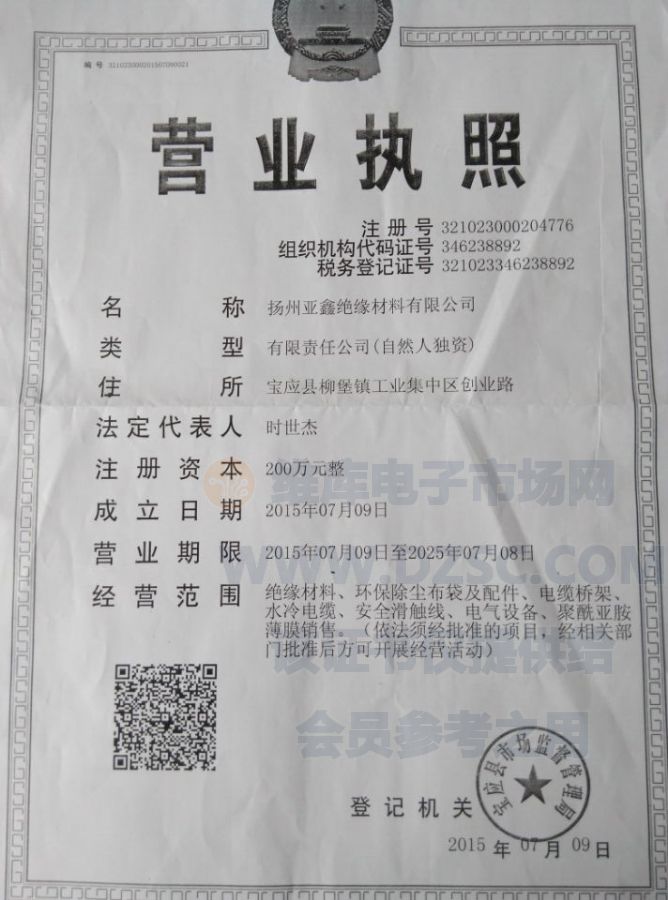 编 号 321023000201507090021
营业执照
注 册 号 321023000204776
组织机构代码证号 346238892
税务登记证号 321023346238892
名 称 扬州亚鑫绝缘材料有限公司
类 型 有限责任公司(自然人独资)
住 所 宝应县柳堡镇工业集中区创业路
法定代表人 时世杰
注册资本 200万元整
成立日期 2015年07月09日
营业期限 2015年07月09日至2025年07月08日
经营范围 绝缘材料、环保除尘布袋及配件、电缆桥架、
水冷电缆、安全滑触线、电气设备、聚酰亚胺
薄膜销售。（依法须经批准的项目，经相关部
门批准后方可开展经营活动）
维库电子市场网
WWW.DZSC.COM
该证书仅提供给
会员参考之用
宝应县市场监督管理局
登记机关
2015 年 07 月 09 日